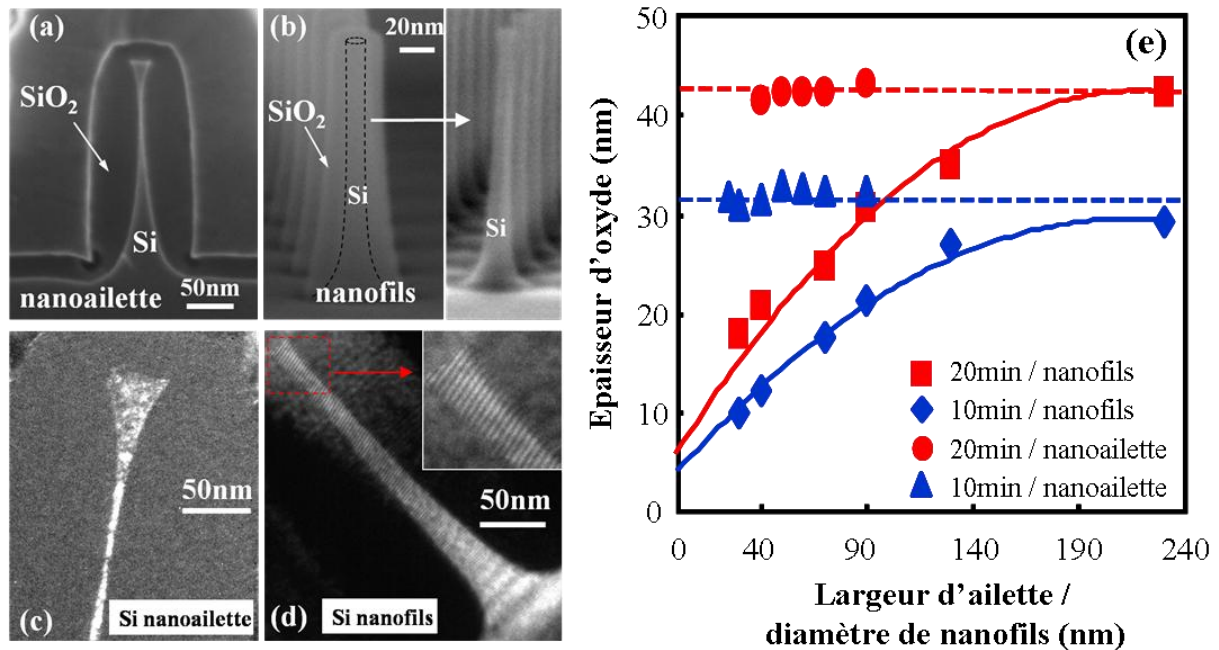 (a)
SiO₂
Si
nanoailette
50nm
(b)
20nm
SiO₂
Si
nanofils
Si
(c)
50nm
Si nanoailette
(d)
50nm
Si nanofils
(e)
Epaisseur d’oxyde (nm)
50
40
30
20
10
0
20min / nanofils
10min / nanofils
20min / nanoailette
10min / nanoailette
0 40 90 140 190 240
Largeur d’ailette /
diamètre de nanofils (nm)